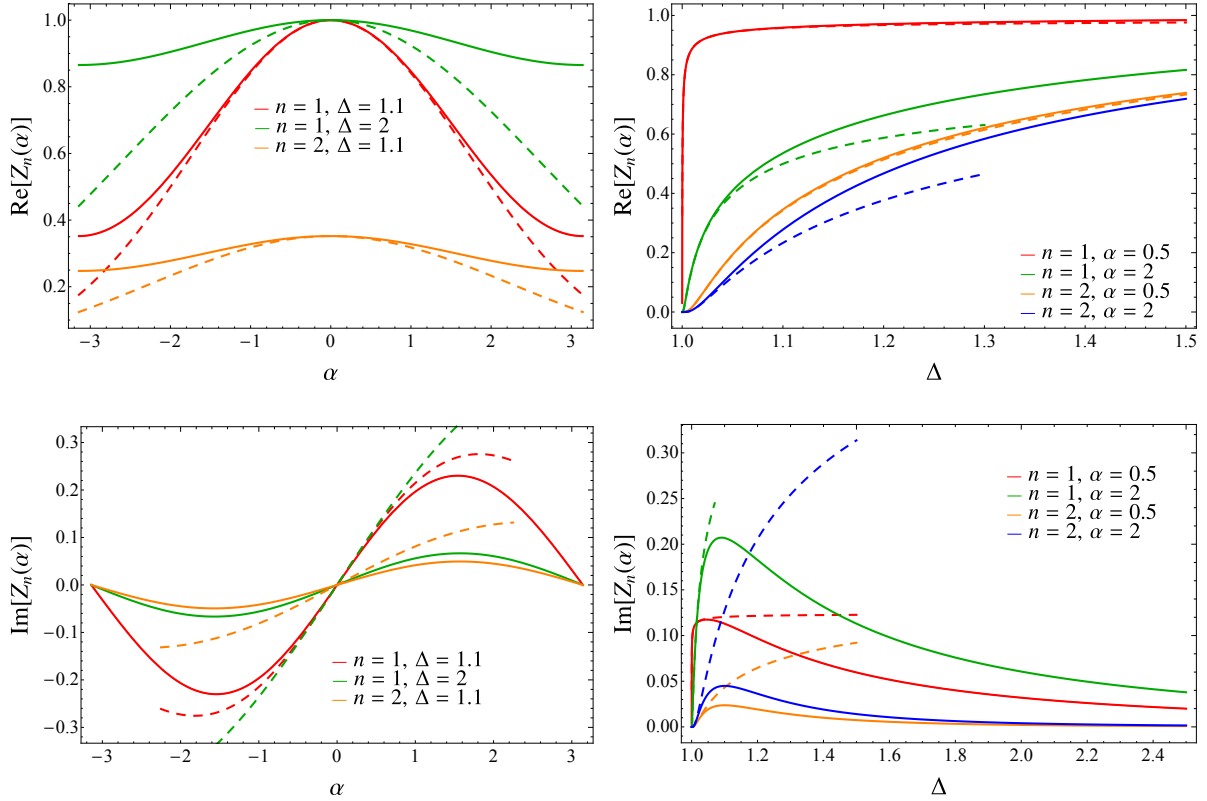 Re[Zn(α)]
1.0
0.8
0.6
0.4
0.2
n = 1, Δ = 1.1
n = 1, Δ = 2
n = 2, Δ = 1.1
−3 −2 −1 0 1 2 3
α
Re[Zn(α)]
1.0
0.8
0.6
0.4
0.2
0.0
n = 1, α = 0.5
n = 1, α = 2
n = 2, α = 0.5
n = 2, α = 2
1.0 1.1 1.2 1.3 1.4 1.5
Δ
Im[Zn(α)]
0.3
0.2
0.1
0.0
−0.1
−0.2
−0.3
n = 1, Δ = 1.1
n = 1, Δ = 2
n = 2, Δ = 1.1
−3 −2 −1 0 1 2 3
α
Im[Zn(α)]
0.30
0.25
0.20
0.15
0.10
0.05
0.00
n = 1, α = 0.5
n = 1, α = 2
n = 2, α = 0.5
n = 2, α = 2
1.0 1.2 1.4 1.6 1.8 2.0 2.2 2.4
Δ